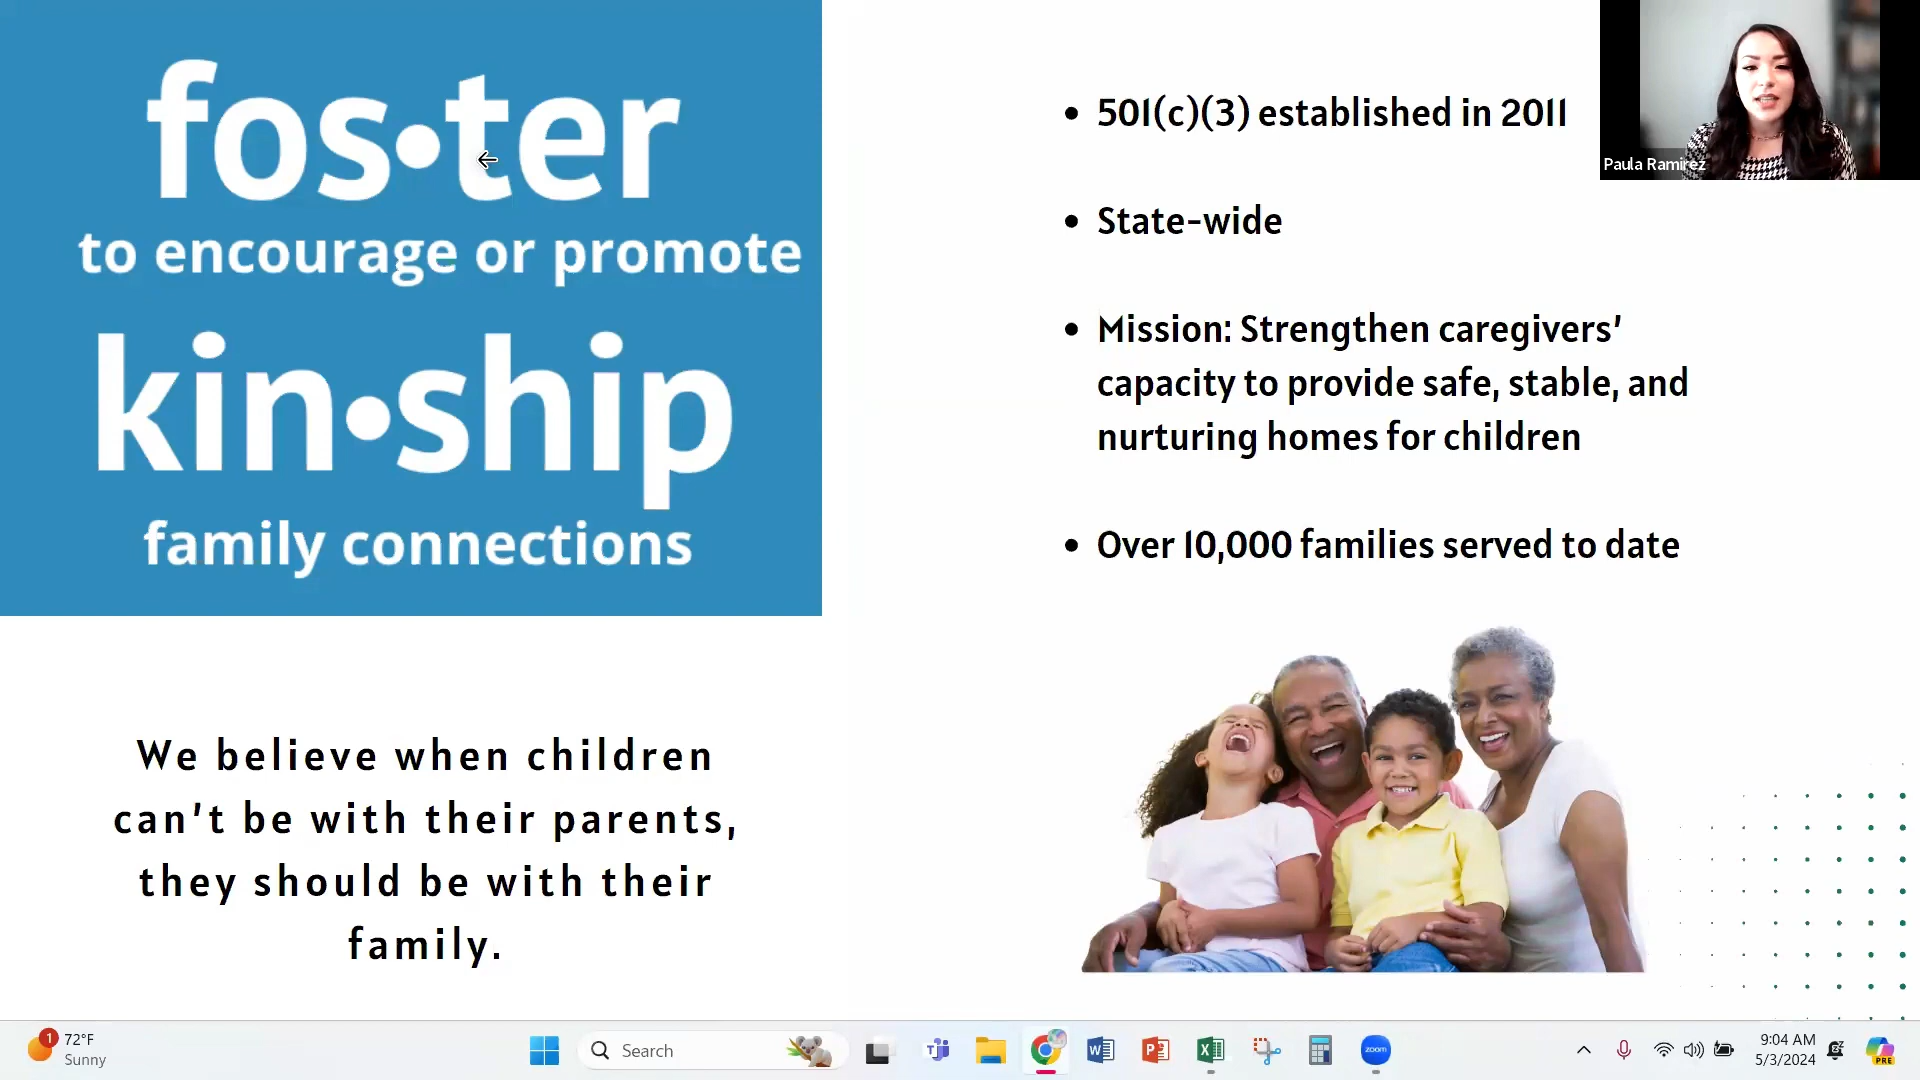 fos•ter
to encourage or promote
kin•ship
family connections
We believe when children
can't be with their parents,
they should be with their
family.
• 501(c)(3) established in 2011
• State-wide
• Mission: Strengthen caregivers'
capacity to provide safe, stable, and
nurturing homes for children
• Over 10,000 families served to date
Paula Ramirez
1
72°F
Sunny
Search
zoom
9:04 AM
5/3/2024
PRE